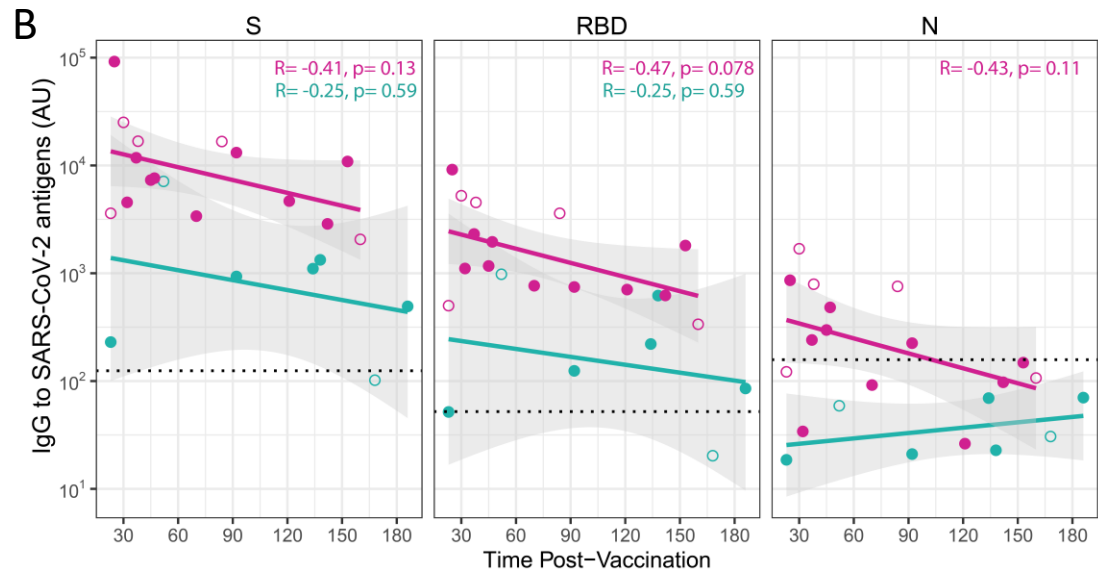 B
S RBD N
R= -0.41, p= 0.13 R= -0.47, p= 0.078 R= -0.43, p= 0.11
R= -0.25, p= 0.59 R= -0.25, p= 0.59
IgG to SARS-CoV-2 antigens (AU)
10⁵
10⁴
10³
10²
10¹
30 60 90 120 150 180 30 60 90 120 150 180 30 60 90 120 150 180
Time Post−Vaccination